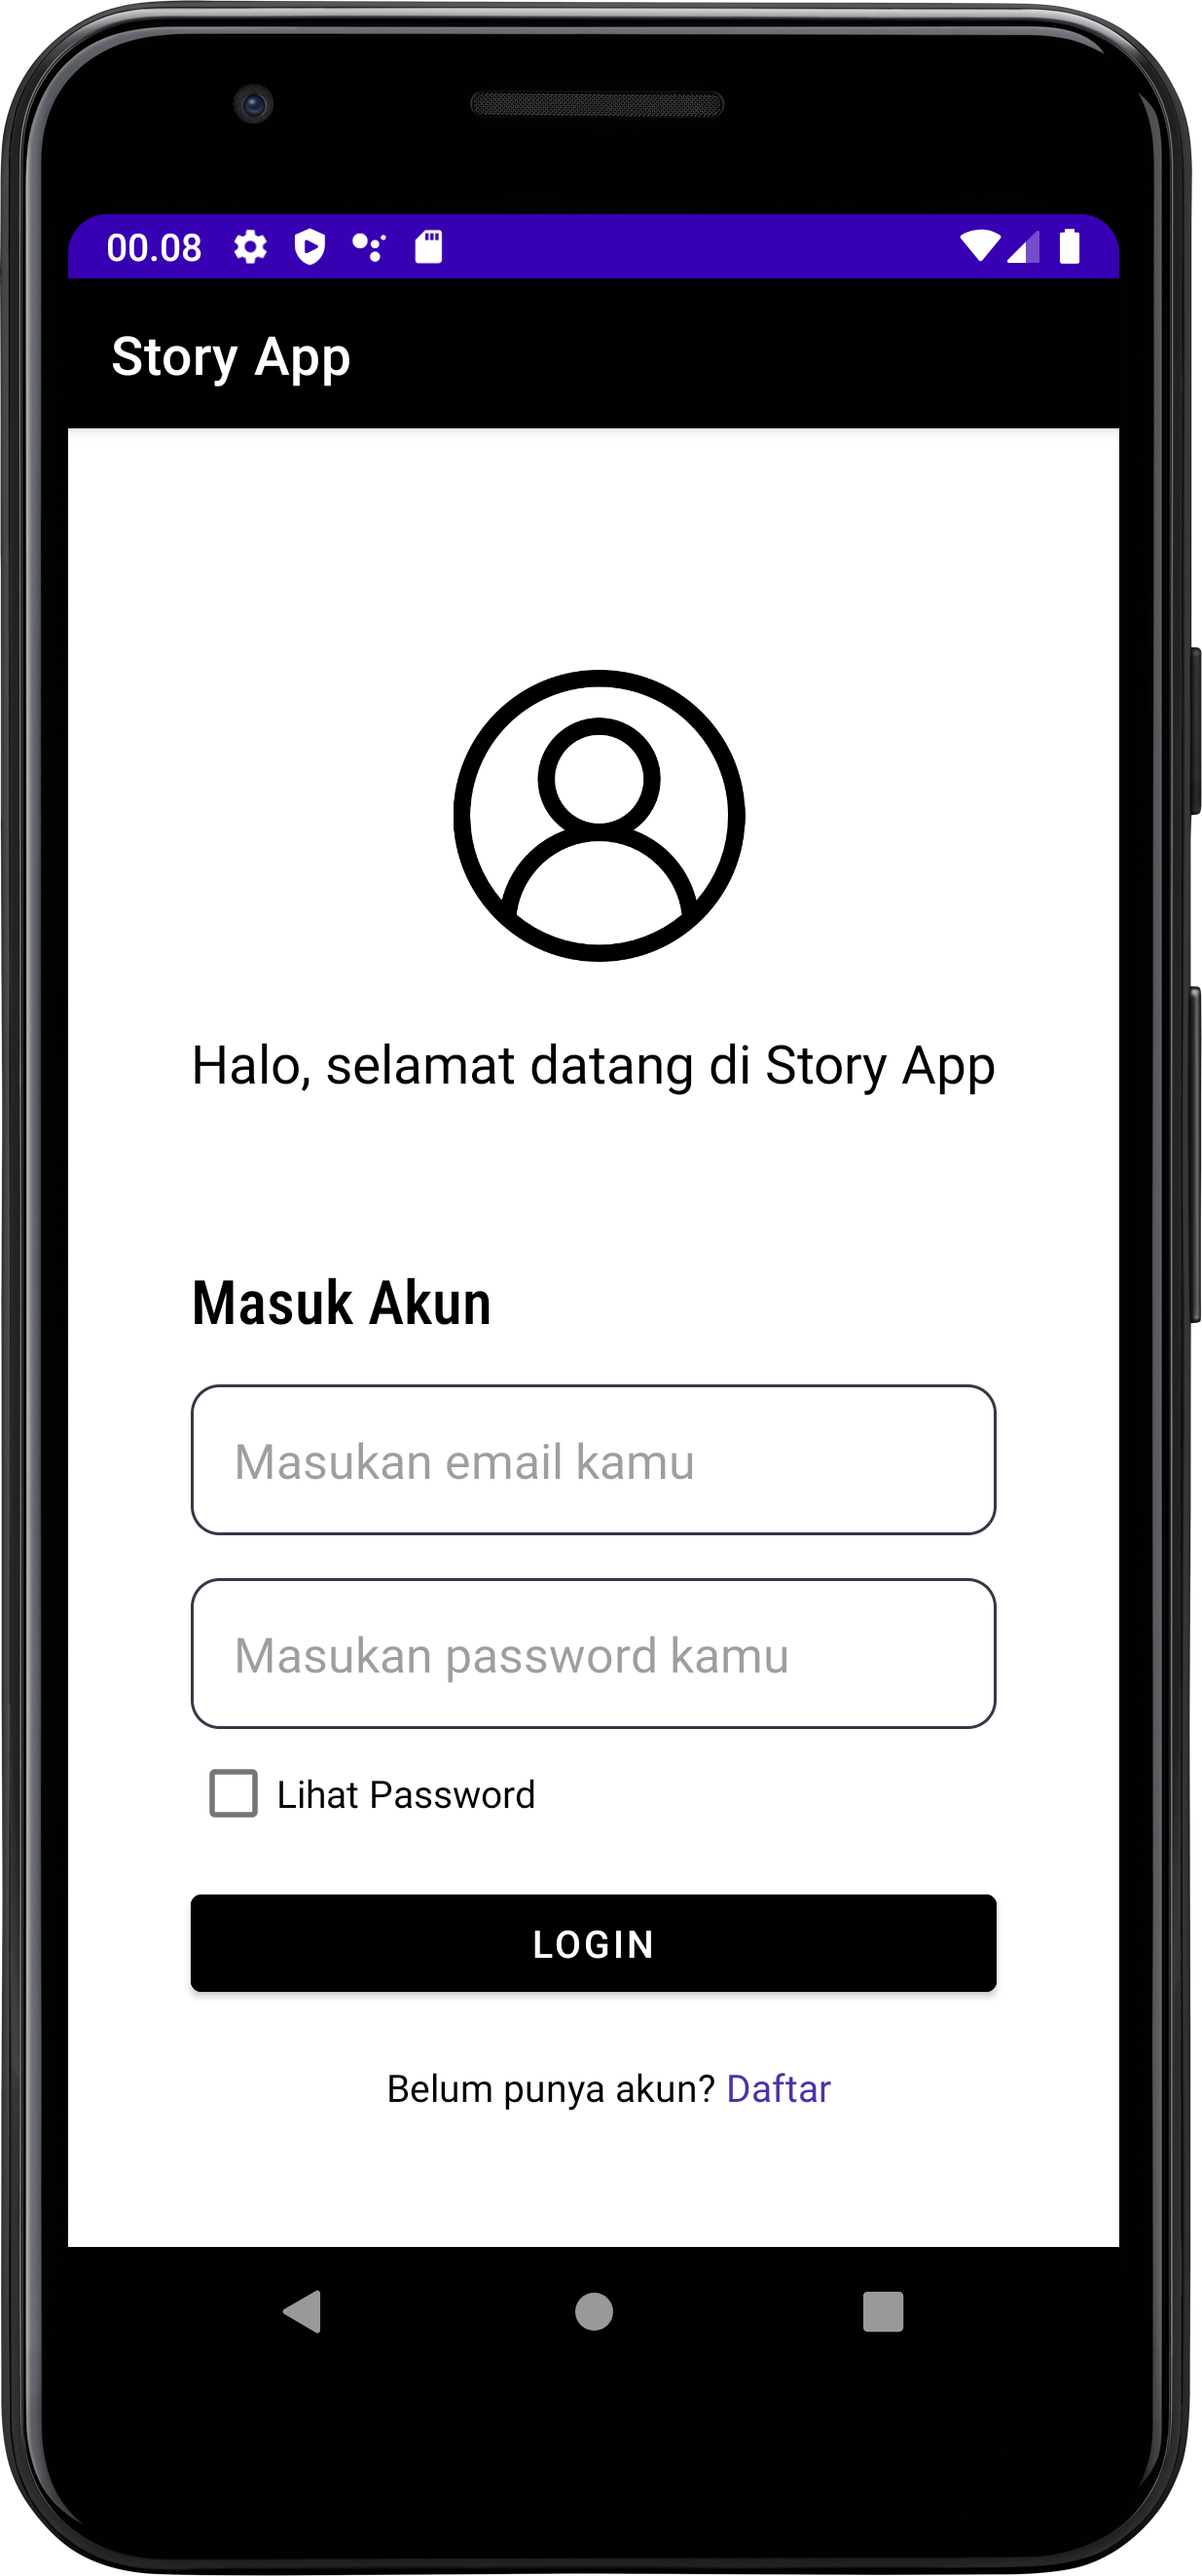 00.08
Story App
Halo, selamat datang di Story App
Masuk Akun
Masukan email kamu
Masukan password kamu
Lihat Password
LOGIN
Belum punya akun? Daftar